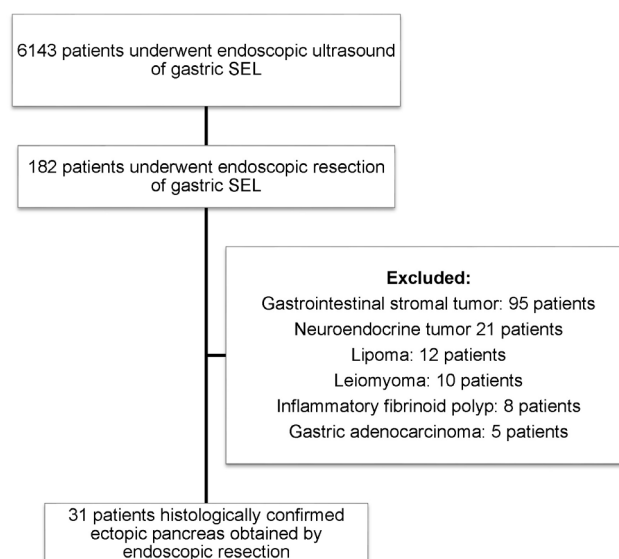 6143 patients underwent endoscopic ultrasound
of gastric SEL
182 patients underwent endoscopic resection
of gastric SEL
Excluded:
Gastrointestinal stromal tumor: 95 patients
Neuroendocrine tumor 21 patients
Lipoma: 12 patients
Leiomyoma: 10 patients
Inflammatory fibrinoid polyp: 8 patients
Gastric adenocarcinoma: 5 patients
31 patients histologically confirmed
ectopic pancreas obtained by
endoscopic resection